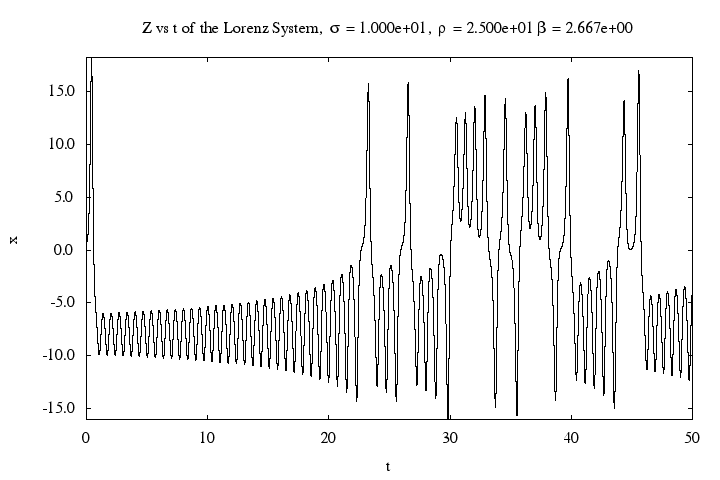 Z vs t of the Lorenz System, σ = 1.000e+01, ρ = 2.500e+01 β = 2.667e+00
15.0
10.0
5.0
0.0
-5.0
-10.0
-15.0
x
0 10 20 30 40 50
t